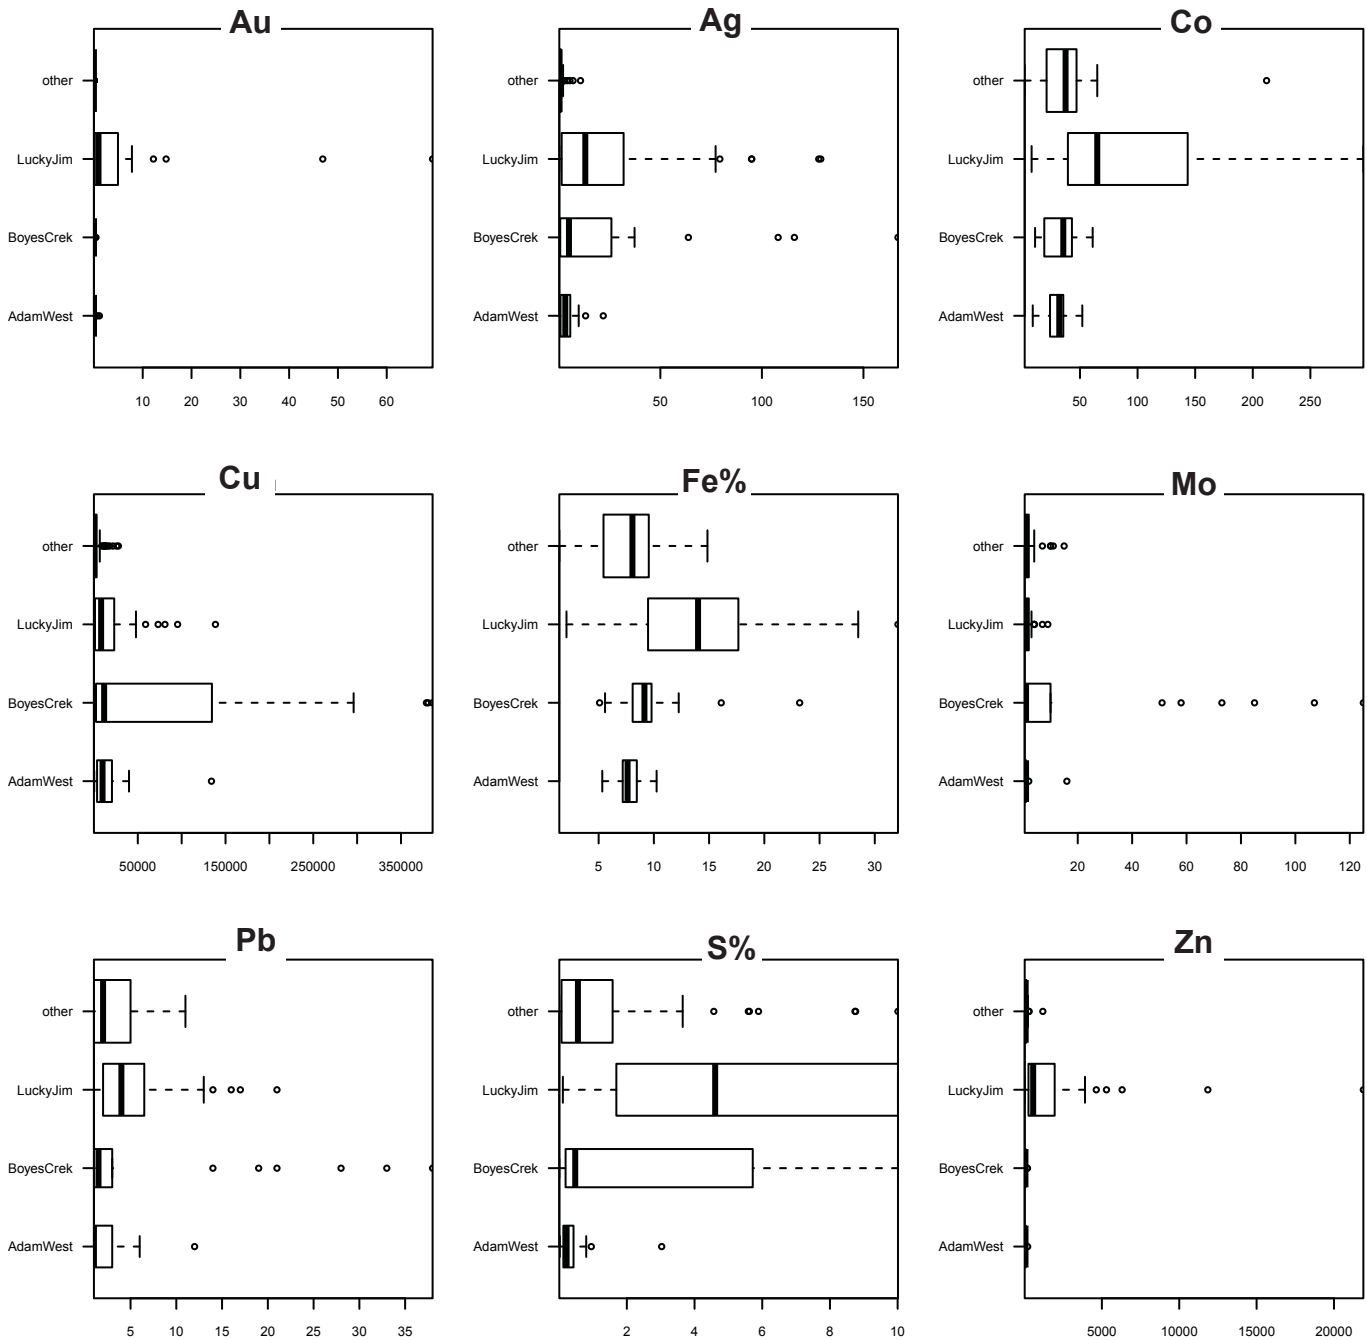 Au Ag Co
other other other
LuckyJim LuckyJim LuckyJim
BoyesCrek BoyesCrek BoyesCrek
AdamWest AdamWest AdamWest
10 20 30 40 50 60 50 100 150 50 100 150 200 250
Cu Fe% Mo
other other other
LuckyJim LuckyJim LuckyJim
BoyesCrek BoyesCrek BoyesCrek
AdamWest AdamWest AdamWest
50000 150000 250000 350000 5 10 15 20 25 30 20 40 60 80 100 120
Pb S% Zn
other other other
LuckyJim LuckyJim LuckyJim
BoyesCrek BoyesCrek BoyesCrek
AdamWest AdamWest AdamWest
5 10 15 20 25 30 35 2 4 6 8 10 5000 10000 15000 20000